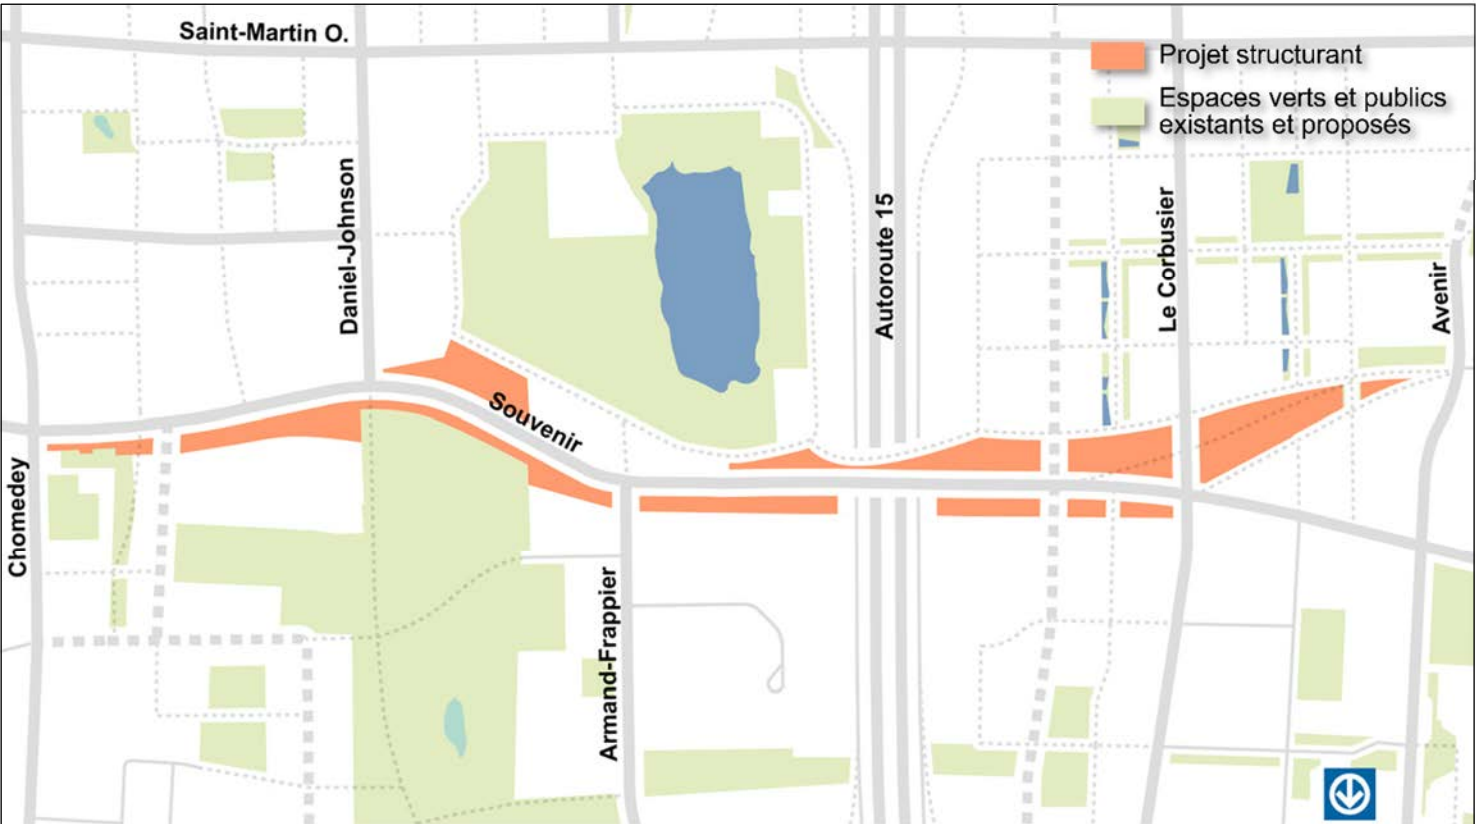 Saint-Martin O.
Projet structurant
Espaces verts et publics
existants et proposés
Daniel-Johnson
Autoroute 15
Le Corbusier
Avenir
Souvenir
Chomedey
Armand-Frappier